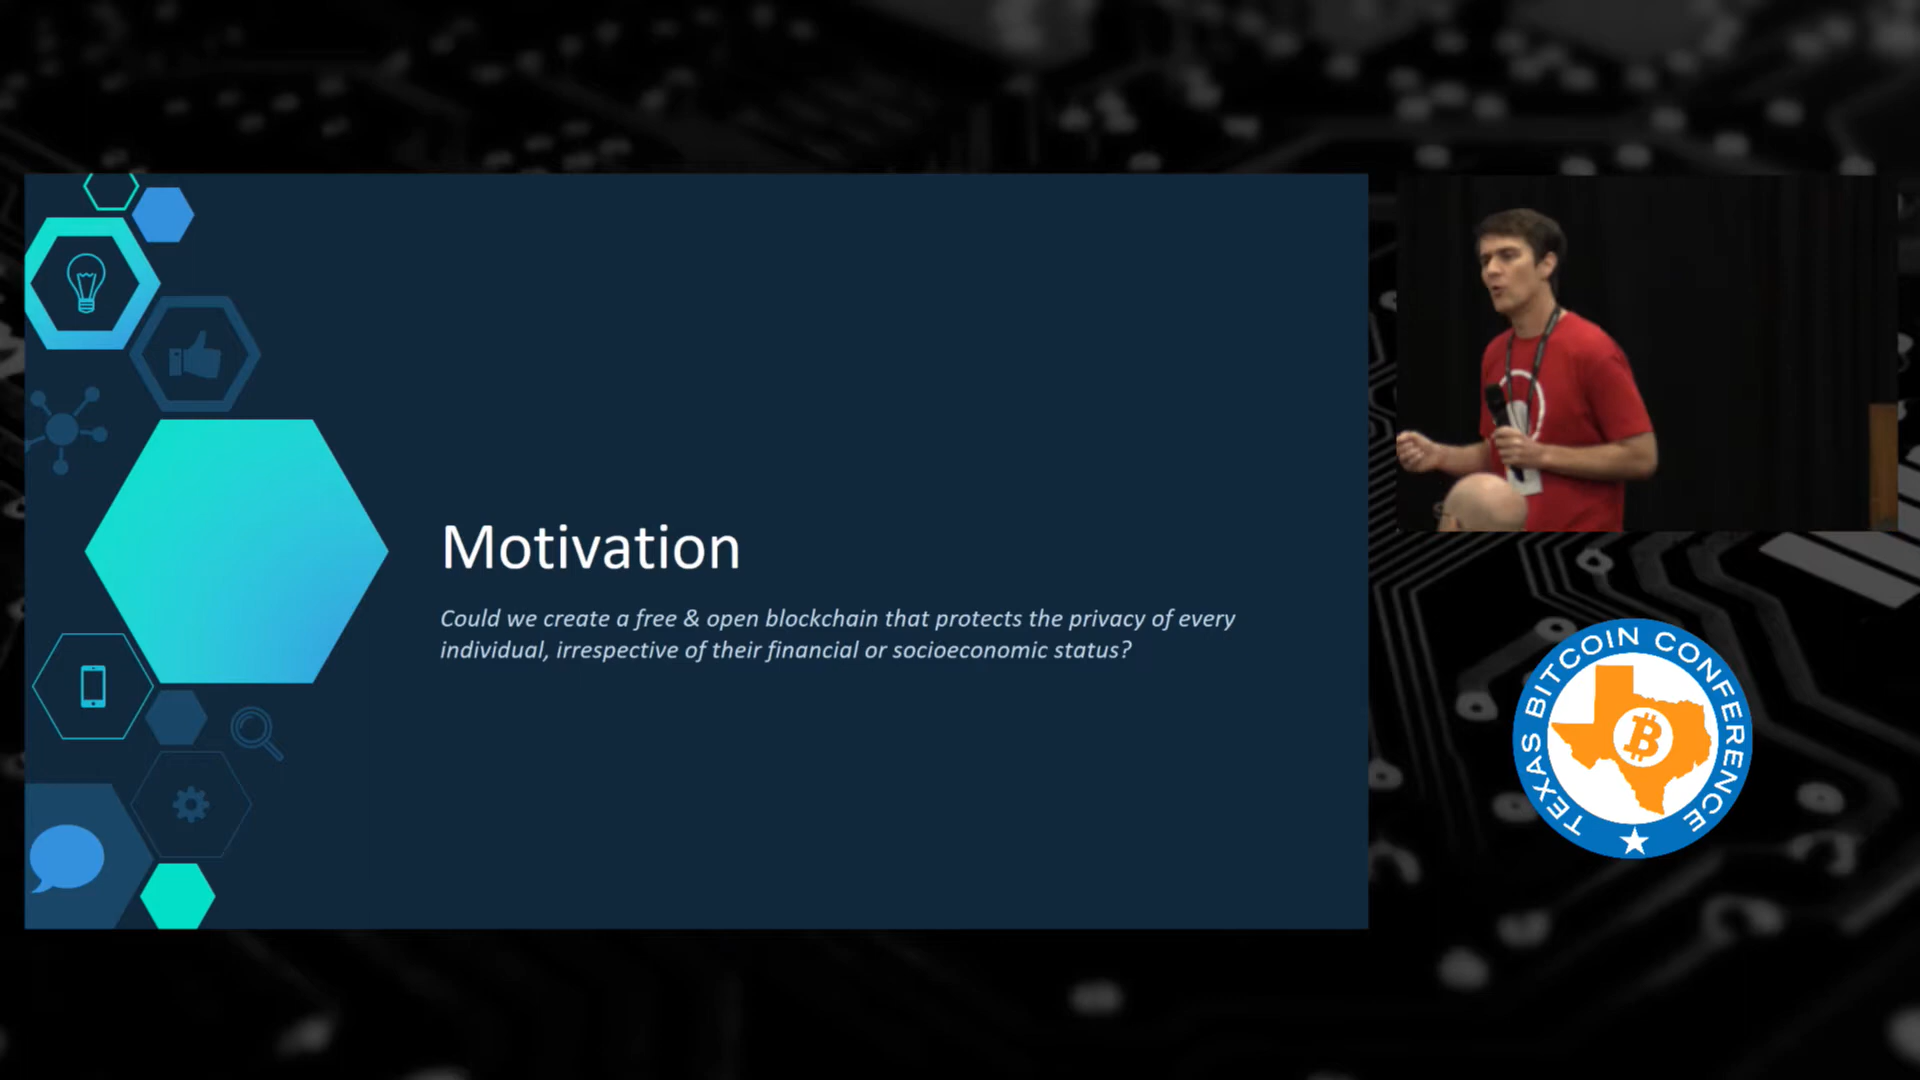 Motivation
Could we create a free & open blockchain that protects the privacy of every
individual, irrespective of their financial or socioeconomic status?
TEXAS BITCOIN CONFERENCE